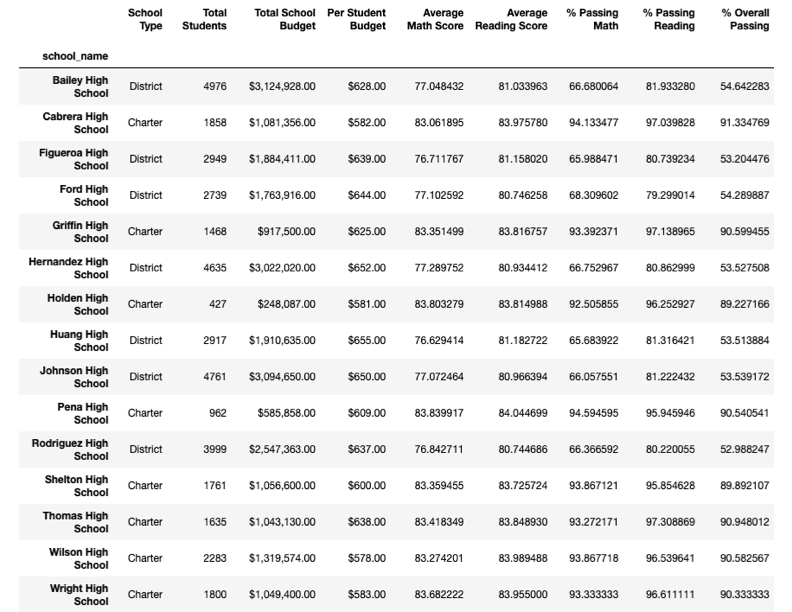 School Total Total School Per Student Average Average % Passing % Passing % Overall
Type Students Budget Budget Math Score Reading Score Math Reading Passing
school_name
Bailey High School District 4976 $3,124,928.00 $628.00 77.048432 81.033963 66.680064 81.933280 54.642283
Cabrera High School Charter 1858 $1,081,356.00 $582.00 83.061895 83.975780 94.133477 97.039828 91.334769
Figueroa High School District 2949 $1,884,411.00 $639.00 76.711767 81.158020 65.988471 80.739234 53.204476
Ford High School District 2739 $1,763,916.00 $644.00 77.102592 80.746258 68.309602 79.299014 54.289887
Griffin High School Charter 1468 $917,500.00 $625.00 83.351499 83.816757 93.392371 97.138965 90.599455
Hernandez High School District 4635 $3,022,020.00 $652.00 77.289752 80.934412 66.752967 80.862999 53.527508
Holden High School Charter 427 $248,087.00 $581.00 83.803279 83.814988 92.505855 96.252927 89.227166
Huang High School District 2917 $1,910,635.00 $655.00 76.629414 81.182722 65.683922 81.316421 53.513884
Johnson High School District 4761 $3,094,650.00 $650.00 77.072464 80.966394 66.057551 81.222432 53.539172
Pena High School Charter 962 $585,858.00 $609.00 83.839917 84.044699 94.594595 95.945946 90.540541
Rodriguez High School District 3999 $2,547,363.00 $637.00 76.842711 80.744686 66.366592 80.220055 52.988247
Shelton High School Charter 1761 $1,056,600.00 $600.00 83.359455 83.725724 93.867121 95.854628 89.892107
Thomas High School Charter 1635 $1,043,130.00 $638.00 83.418349 83.848930 93.272171 97.308869 90.948012
Wilson High School Charter 2283 $1,319,574.00 $578.00 83.274201 83.989488 93.867718 96.539641 90.582567
Wright High School Charter 1800 $1,049,400.00 $583.00 83.682222 83.955000 93.333333 96.611111 90.333333